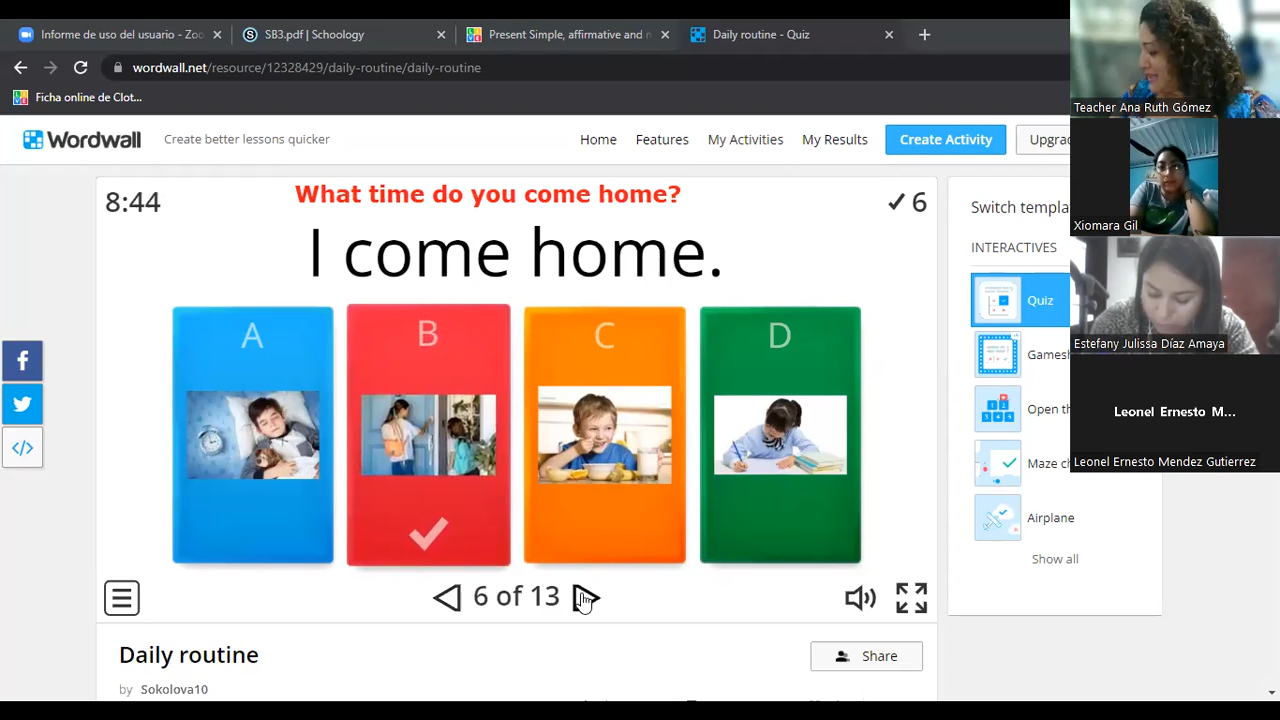 Informe de uso del usuario - Zoo
SB3.pdf | Schoology
Present Simple, affirmative and n
Daily routine - Quiz
wordwall.net/resource/12328429/daily-routine/daily-routine
Ficha online de Clot...
Wordwall
Create better lessons quicker
Home
Features
My Activities
My Results
Create Activity
Upgra
8:44
What time do you come home?
✓ 6
I come home.
A
B
C
D
6 of 13
Daily routine
by Sokolova10
Share
Switch templa
INTERACTIVES
Quiz
Games
Open th
Maze c
Airplane
Show all
Teacher Ana Ruth Gómez
Xiomara Gil
Estefany Julissa Díaz Amaya
Leonel Ernesto M...
Leonel Ernesto Mendez Gutierrez